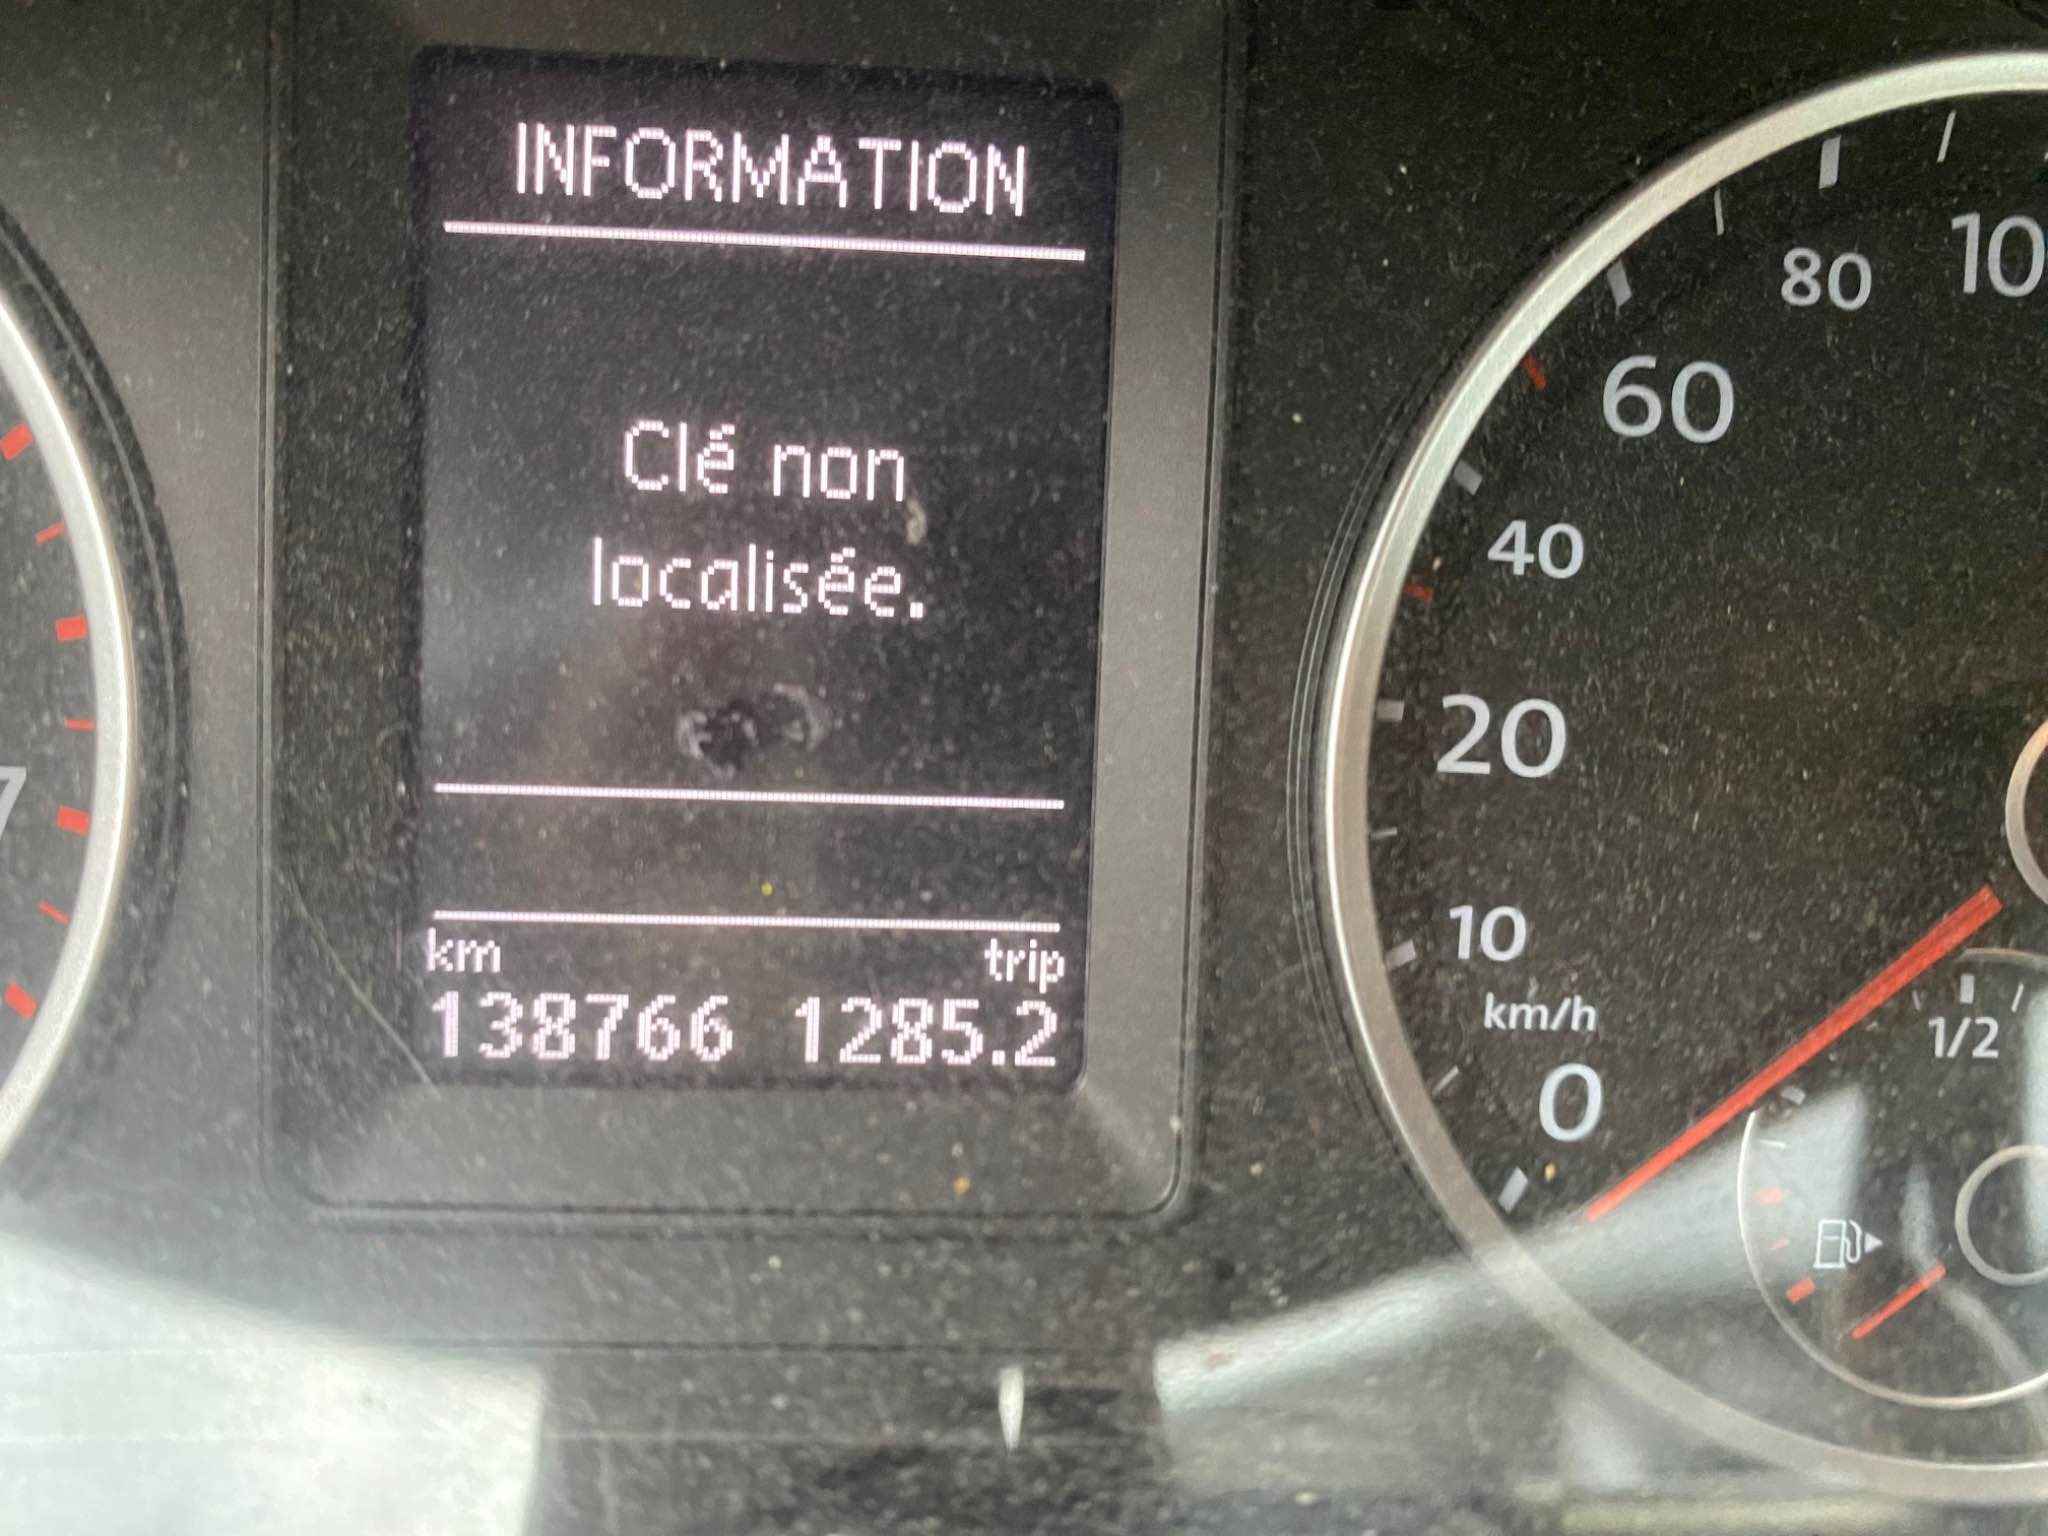 INFORMATION
Clé non
localisée.
km trip
138766 1285.2
7
10
80
60
40
20
10
km/h
0
1/2